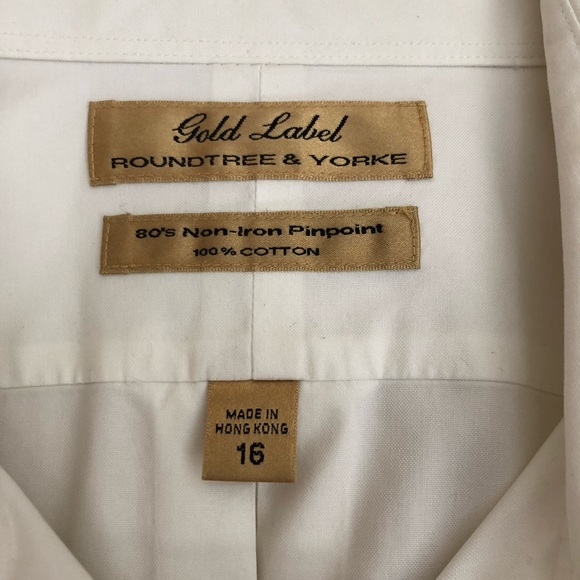 Gold Label
ROUNDTREE & YORKE
80's Non-Iron Pinpoint
100% COTTON
MADE IN
HONG KONG
16